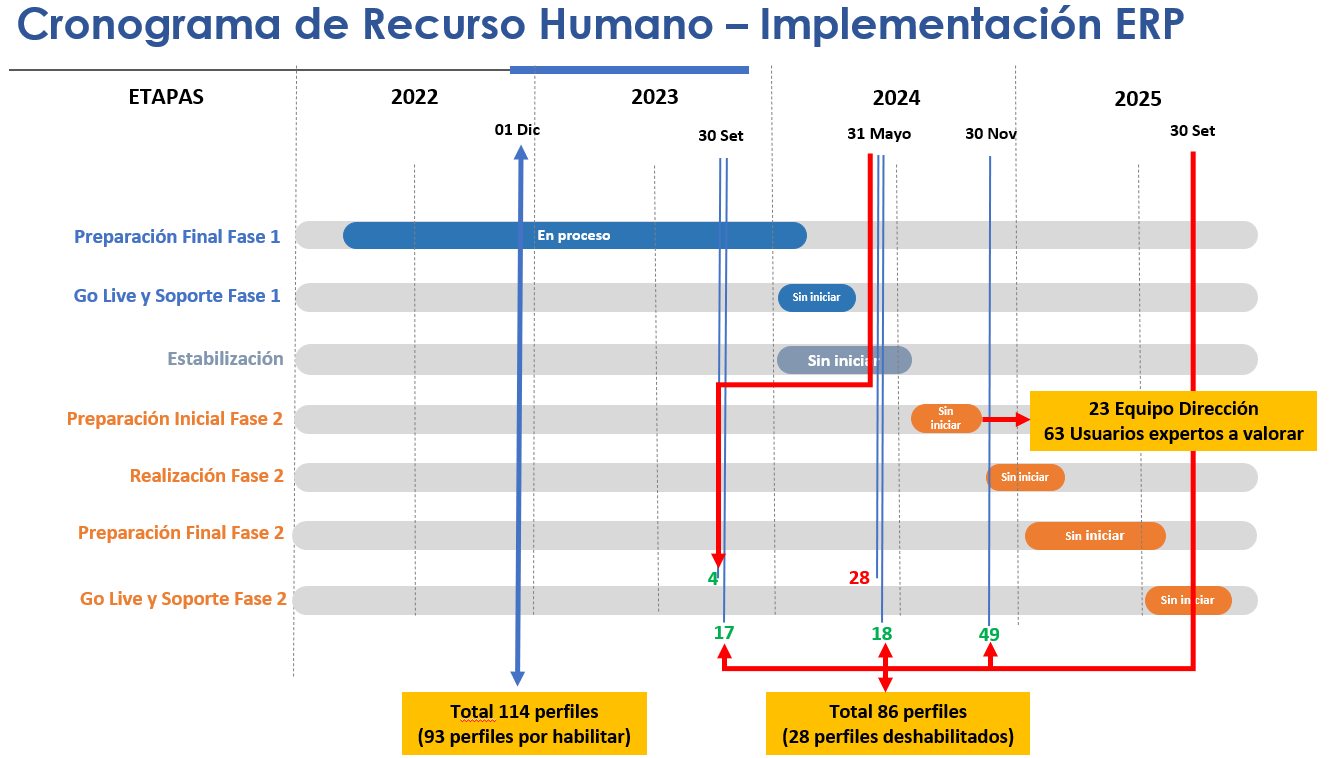 Cronograma de Recurso Humano – Implementación ERP
ETAPAS
2022
2023
2024
2025
01 Dic
30 Set
31 Mayo
30 Nov
30 Set
Preparación Final Fase 1
En proceso
Go Live y Soporte Fase 1
Sin iniciar
Estabilización
Sin iniciar
Preparación Inicial Fase 2
Sin
iniciar
23 Equipo Dirección
63 Usuarios expertos a valorar
Realización Fase 2
Sin iniciar
Preparación Final Fase 2
Sin iniciar
4
28
Go Live y Soporte Fase 2
Sin iniciar
17
18
49
Total 114 perfiles
(93 perfiles por habilitar)
Total 86 perfiles
(28 perfiles deshabilitados)